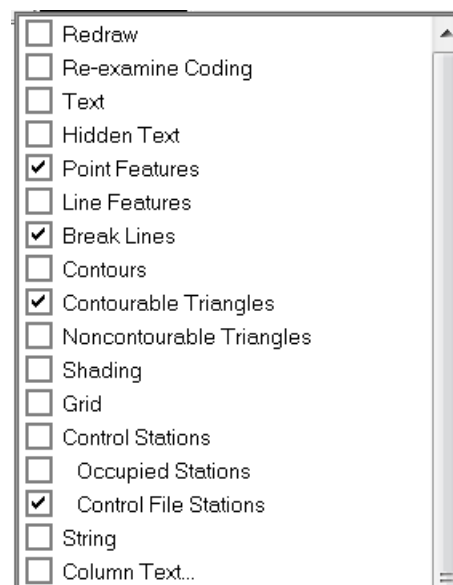 Redraw
Re-examine Coding
Text
Hidden Text
Point Features
Line Features
Break Lines
Contours
Contourable Triangles
Noncontourable Triangles
Shading
Grid
Control Stations
Occupied Stations
Control File Stations
String
Column Text...